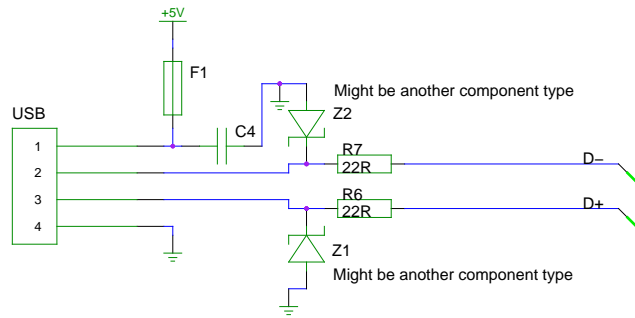 +5V
F1
Might be another component type
USB
C4
Z2
1
R7
2
22R
D−
3
R6
22R
D+
4
Z1
Might be another component type